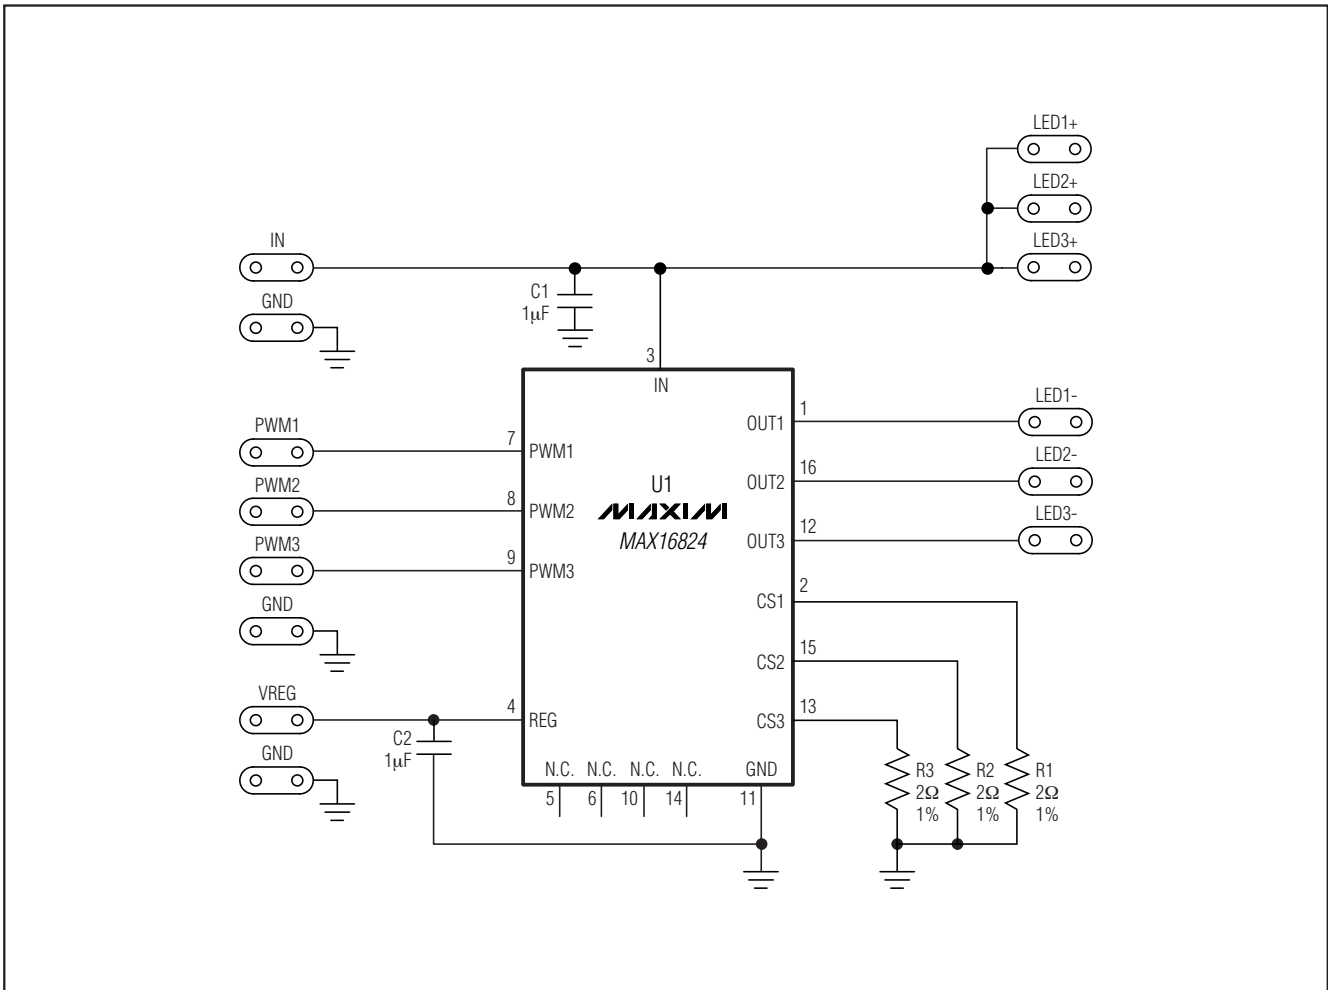 LED1+
LED2+
IN
LED3+
C1
1µF
GND
3
IN
LED1-
1
OUT1
PWM1
7
PWM1
LED2-
16
OUT2
U1
PWM2
8
PWM2
MAXIM
MAX16824
LED3-
12
OUT3
PWM3
9
PWM3
2
CS1
GND
15
CS2
VREG
4
REG
13
CS3
C2
1µF
GND
N.C. N.C. N.C. N.C. GND
5 6 10 14 11
R3
2Ω
1%
R2
2Ω
1%
R1
2Ω
1%